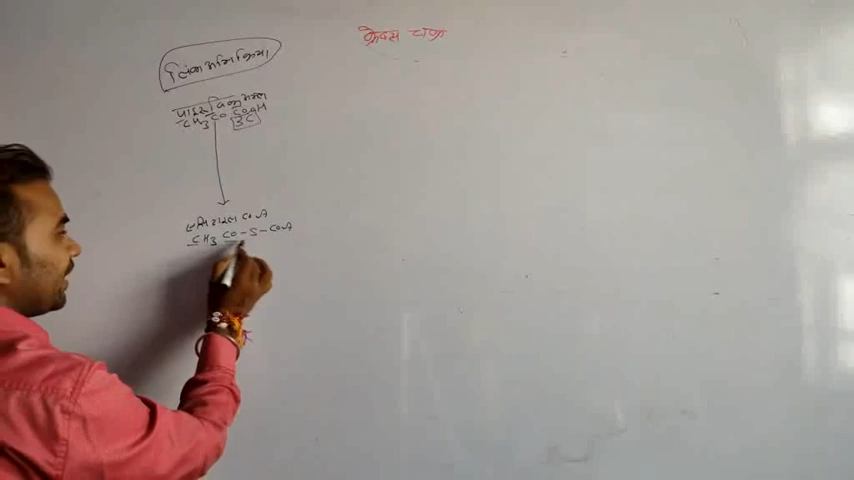 क्रेब्स चक्र
लिंक अभिक्रिया
पाइरुविक अम्ल
CH3 CO COOH
3C
एसिटाइल CoA
CH3 CO-S-CoA